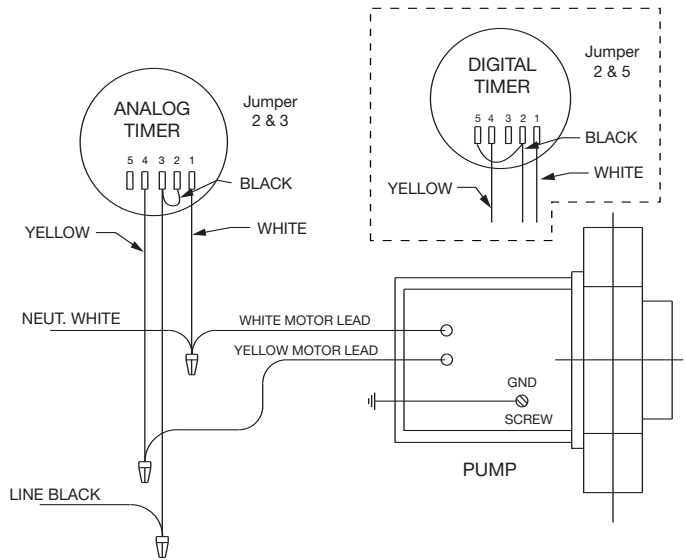 ANALOG
TIMER
Jumper
2 & 3
5 4 3 2 1
BLACK
YELLOW
WHITE
DIGITAL
TIMER
Jumper
2 & 5
5 4 3 2 1
BLACK
WHITE
YELLOW
NEUT. WHITE
WHITE MOTOR LEAD
YELLOW MOTOR LEAD
GND
SCREW
PUMP
LINE BLACK